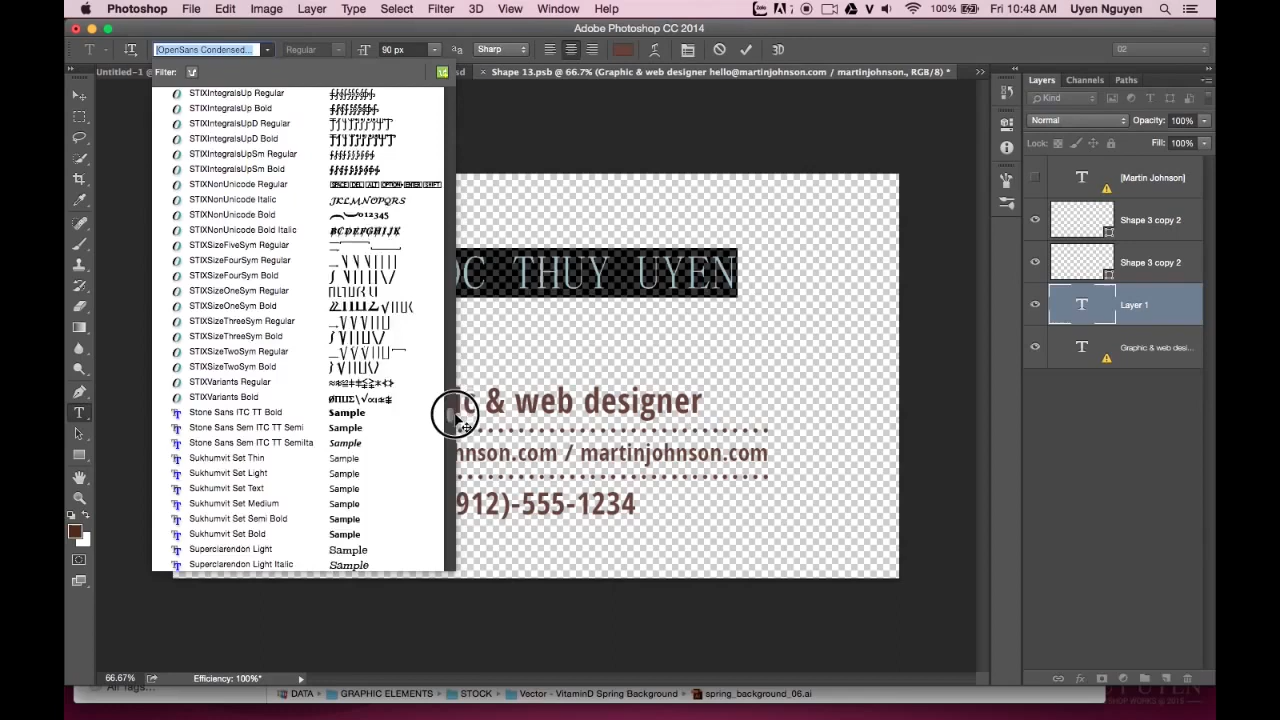 Photoshop File Edit Image Layer Type Select Filter 3D View Window Help 100% Fri 10:48 AM Uyen Nguyen
Adobe Photoshop CC 2014
[OpenSans Condensed... Regular 90 px Sharp 3D 02
Untitled-1 @ Shape 13.psb @ 66.7% (Graphic & web designer hello@martinjohnson.com / martinjohnson., RGB/8) *
Filter:
STIXIntegralsUp Regular
STIXIntegralsUp Bold
STIXIntegralsUpD Regular
STIXIntegralsUpD Bold
STIXIntegralsUpSm Regular
STIXIntegralsUpSm Bold
STIXNonUnicode Regular
STIXNonUnicode Italic JKLMNOPQRS
STIXNonUnicode Bold
STIXNonUnicode Bold Italic BCDEFGHIJK
STIXSizeFiveSym Regular
STIXSizeFourSym Regular
STIXSizeFourSym Bold
STIXSizeOneSym Regular
STIXSizeOneSym Bold
STIXSizeThreeSym Regular
STIXSizeThreeSym Bold
STIXSizeTwoSym Regular
STIXSizeTwoSym Bold
STIXVariants Regular
STIXVariants Bold
Stone Sans ITC TT Bold Sample
Stone Sans Sem ITC TT Semi Sample
Stone Sans Sem ITC TT SemiIta Sample
Sukhumvit Set Thin Sample
Sukhumvit Set Light Sample
Sukhumvit Set Text Sample
Sukhumvit Set Medium Sample
Sukhumvit Set Semi Bold Sample
Sukhumvit Set Bold Sample
Superclarendon Light Sample
Superclarendon Light Italic Sample
OC THUY UYEN
& web designer
hnson.com / martinjohnson.com
912)-555-1234
Layers Channels Paths
Kind
Normal Opacity: 100%
Lock: Fill: 100%
[Martin Johnson]
Shape 3 copy 2
Shape 3 copy 2
Layer 1
Graphic & web desi...
66.67% Efficiency: 100%*
All Tags...
DATA GRAPHIC ELEMENTS STOCK Vector - VitaminD Spring Background spring_background_06.ai